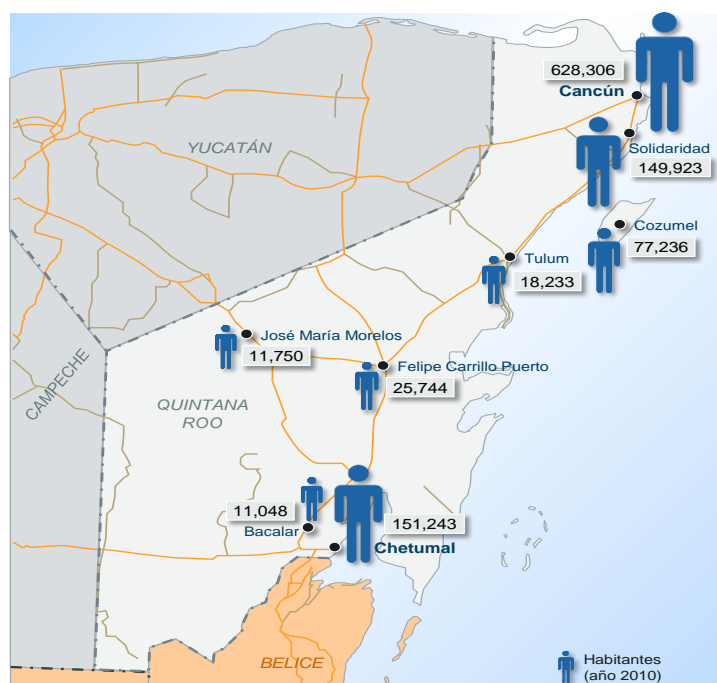 628,306
Cancún
YUCATÁN
Solidaridad
149,923
Cozumel
77,236
Tulum
18,233
José María Morelos
11,750
Felipe Carrillo Puerto
25,744
CAMPECHE
QUINTANA
ROO
11,048
Bacalar
151,243
Chetumal
BELICE
Habitantes
(año 2010)